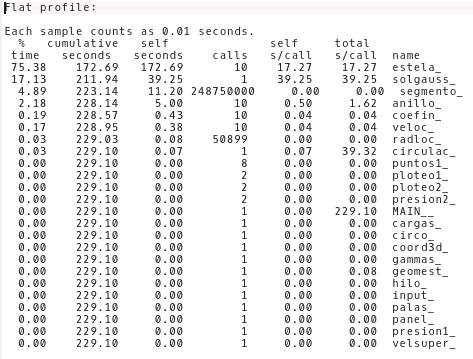 Flat profile:
Each sample counts as 0.01 seconds.
% cumulative self self total
time seconds seconds calls s/call s/call name
75.38 172.69 172.69 10 17.27 17.27 estela_
17.13 211.94 39.25 1 39.25 39.25 solgauss_
4.89 223.14 11.20 248750000 0.00 0.00 segmento_
2.18 228.14 5.00 10 0.50 1.62 anillo_
0.19 228.57 0.43 10 0.04 0.04 coefin_
0.17 228.95 0.38 10 0.04 0.04 veloc_
0.03 229.03 0.08 50899 0.00 0.00 radloc_
0.03 229.10 0.07 1 0.07 39.32 circulac_
0.00 229.10 0.00 8 0.00 0.00 puntos1_
0.00 229.10 0.00 2 0.00 0.00 ploteo1_
0.00 229.10 0.00 2 0.00 0.00 ploteo2_
0.00 229.10 0.00 2 0.00 0.00 presion2_
0.00 229.10 0.00 1 0.00 229.10 MAIN__
0.00 229.10 0.00 1 0.00 0.00 cargas_
0.00 229.10 0.00 1 0.00 0.00 circo_
0.00 229.10 0.00 1 0.00 0.00 coord3d_
0.00 229.10 0.00 1 0.00 0.00 gammas_
0.00 229.10 0.00 1 0.00 0.08 geomest_
0.00 229.10 0.00 1 0.00 0.00 hilo_
0.00 229.10 0.00 1 0.00 0.00 input_
0.00 229.10 0.00 1 0.00 0.00 palas_
0.00 229.10 0.00 1 0.00 0.00 panel_
0.00 229.10 0.00 1 0.00 0.00 presion1_
0.00 229.10 0.00 1 0.00 0.00 velsuper_